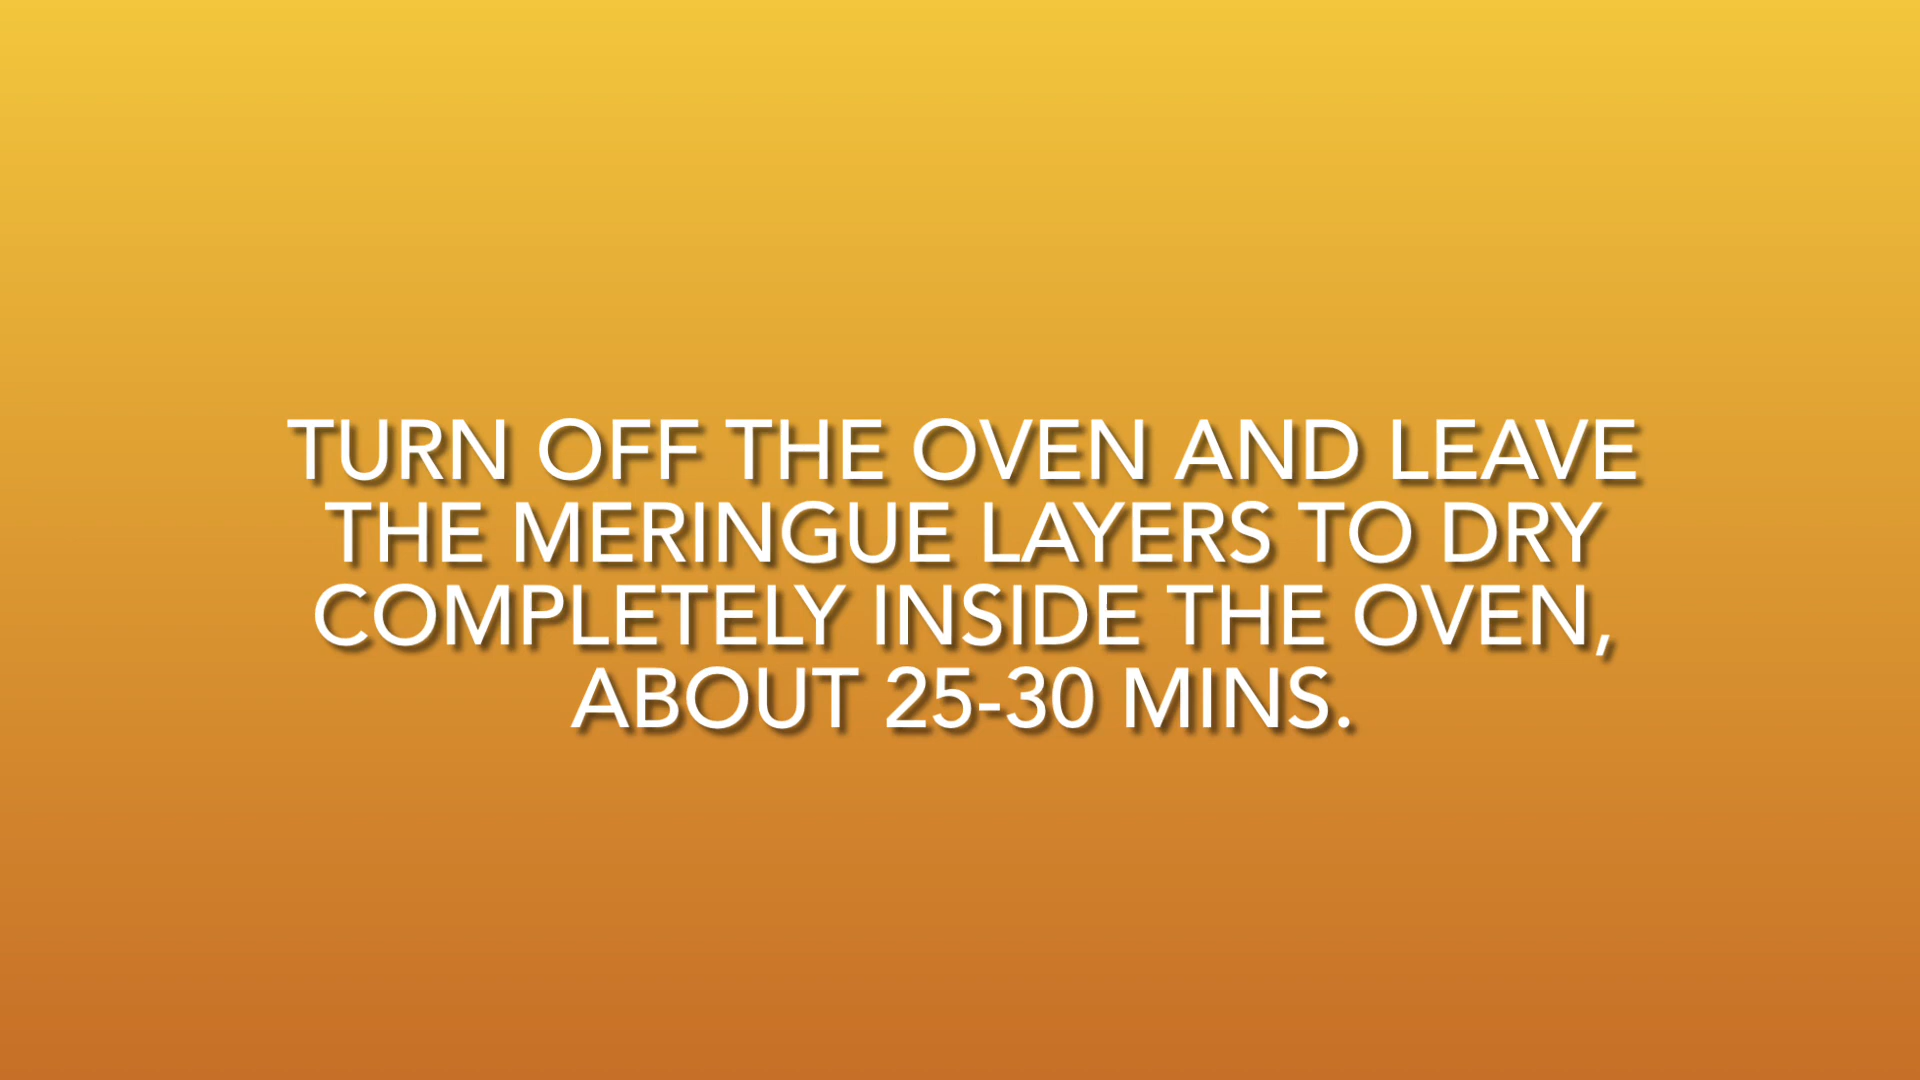 TURN OFF THE OVEN AND LEAVE
THE MERINGUE LAYERS TO DRY
COMPLETELY INSIDE THE OVEN,
ABOUT 25-30 MINS.